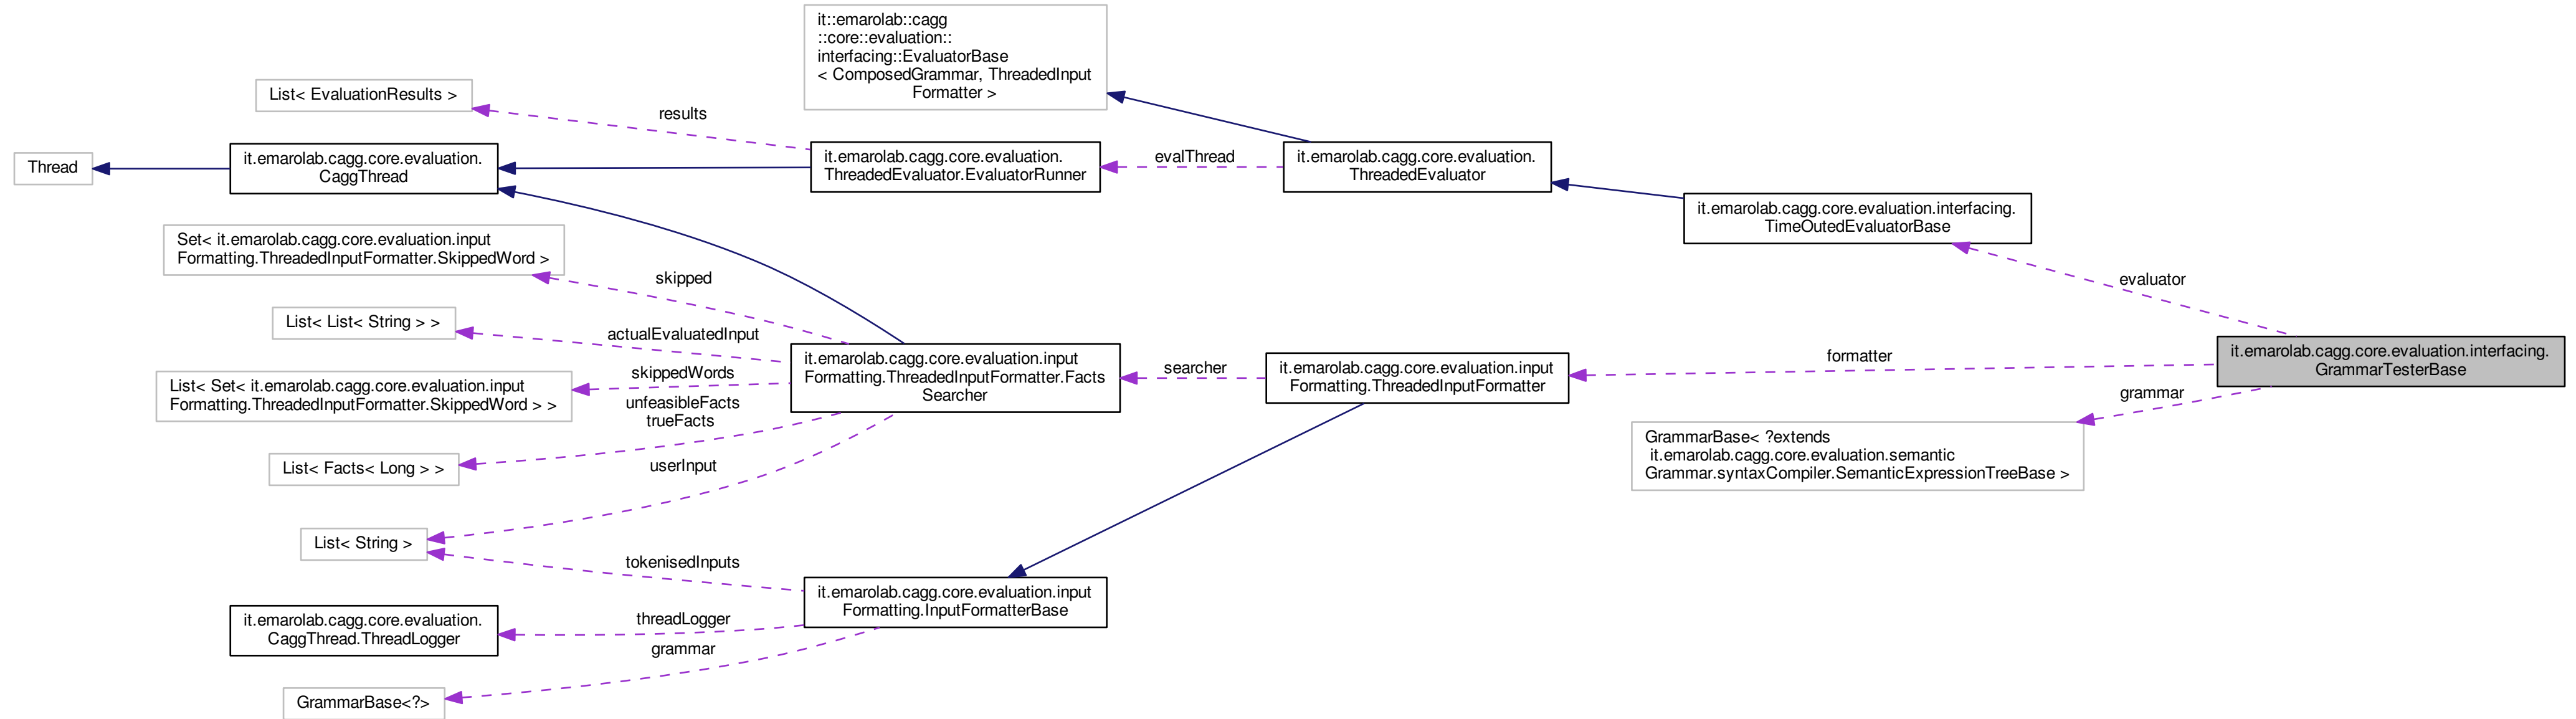 it::emarolab::cagg
::core::evaluation::
interfacing::EvaluatorBase
< ComposedGrammar, ThreadedInput
Formatter >
List< EvaluationResults >
results
Thread
it.emarolab.cagg.core.evaluation.
CaggThread
it.emarolab.cagg.core.evaluation.
ThreadedEvaluator.EvaluatorRunner
evalThread
it.emarolab.cagg.core.evaluation.
ThreadedEvaluator
it.emarolab.cagg.core.evaluation.interfacing.
TimeOutedEvaluatorBase
Set< it.emarolab.cagg.core.evaluation.input
Formatting.ThreadedInputFormatter.SkippedWord >
skipped
evaluator
List< List< String > >
actualEvaluatedInput
List< Set< it.emarolab.cagg.core.evaluation.input
Formatting.ThreadedInputFormatter.SkippedWord > >
skippedWords
unfeasibleFacts
trueFacts
it.emarolab.cagg.core.evaluation.input
Formatting.ThreadedInputFormatter.Facts
Searcher
searcher
it.emarolab.cagg.core.evaluation.input
Formatting.ThreadedInputFormatter
formatter
it.emarolab.cagg.core.evaluation.interfacing.
GrammarTesterBase
grammar
GrammarBase< ?extends
it.emarolab.cagg.core.evaluation.semantic
Grammar.syntaxCompiler.SemanticExpressionTreeBase >
List< Facts< Long > >
userInput
List< String >
tokenisedInputs
it.emarolab.cagg.core.evaluation.input
Formatting.InputFormatterBase
it.emarolab.cagg.core.evaluation.
CaggThread.ThreadLogger
threadLogger
grammar
GrammarBase<?>